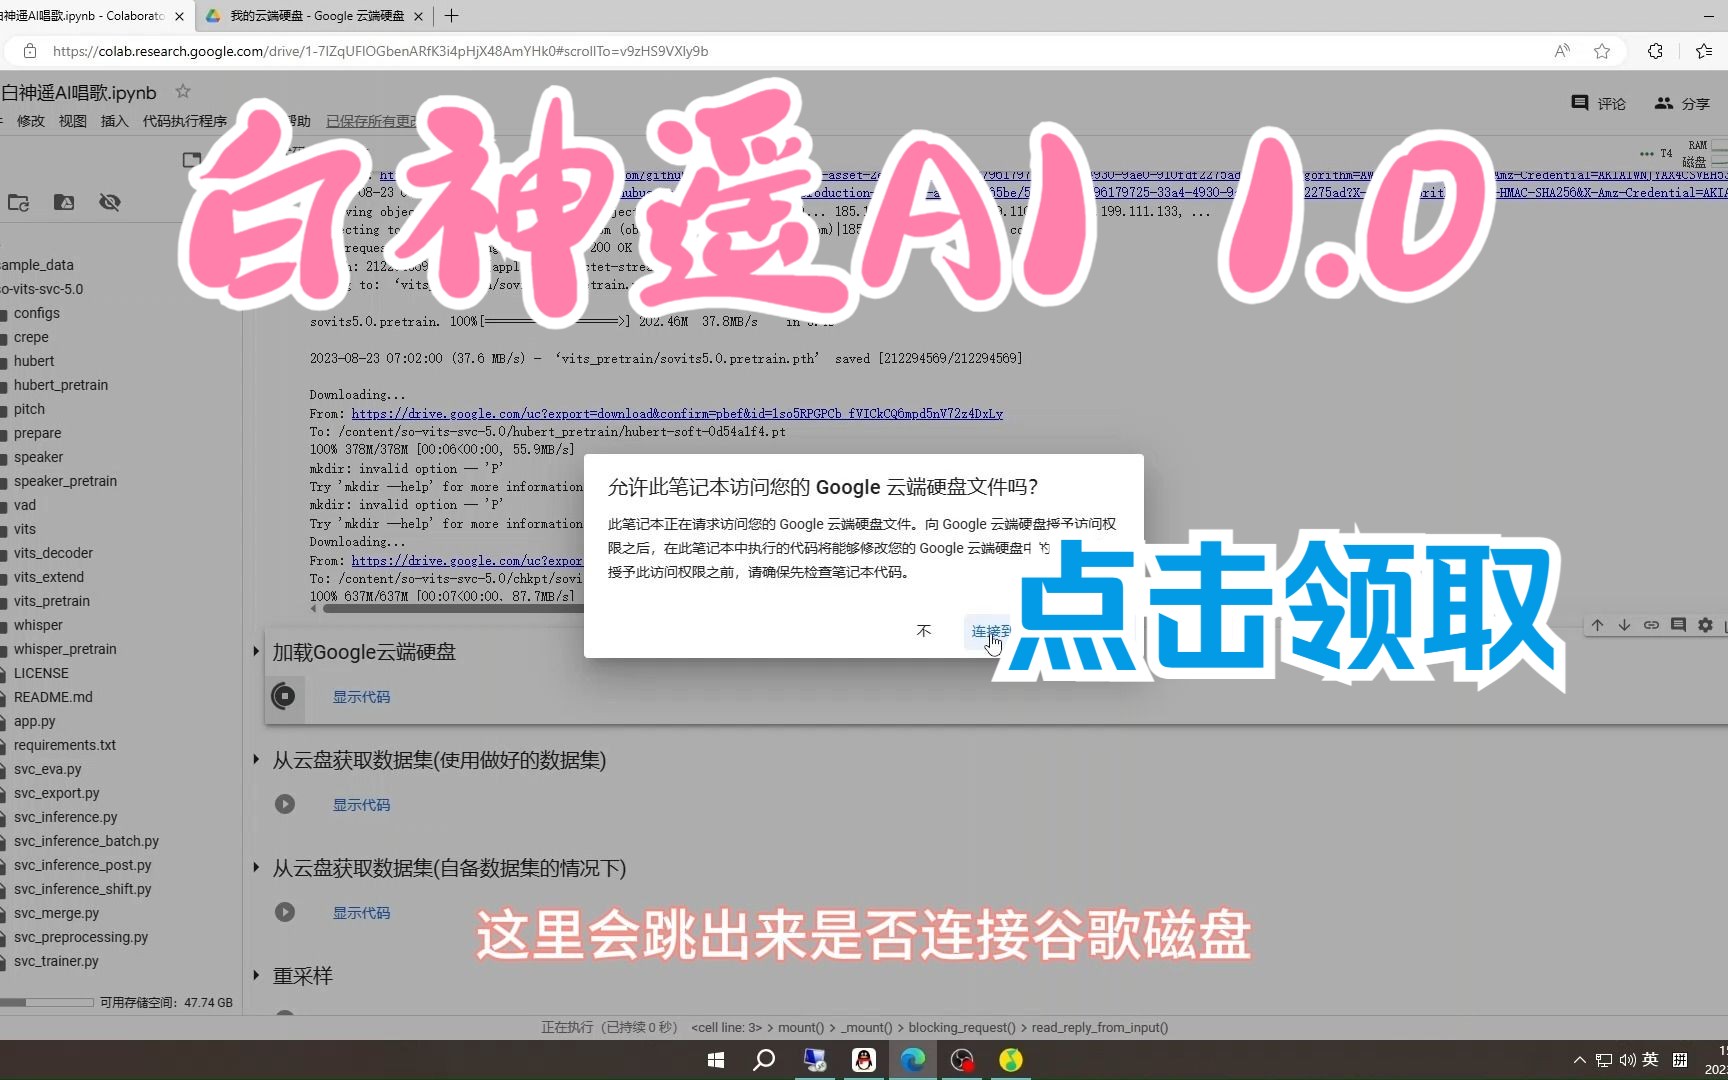 白神遥AI唱歌.ipynb - Colaborato
我的云端硬盘 - Google 云端硬盘
https://colab.research.google.com/drive/1-7IZqUFlOGbenARfK3i4pHjX48AmYHk0#scrollTo=v9zHS9VXIy9b
白神遥AI唱歌.ipynb
评论
分享
修改 视图 插入 代码执行程序
帮助 已保存所有更改
白神遥AI 1.0
T4
RAM
磁盘
sovits5.0.pretrain. 100%[===================>] 202.46M 37.8MB/s
2023-08-23 07:02:00 (37.6 MB/s) - ‘vits_pretrain/sovits5.0.pretrain.pth’ saved [212294569/212294569]
Downloading...
From: https://drive.google.com/uc?export=download&confirm=pbef&id=1so5RPGPCb_fVICkCQ6mpd5nV72z4DxLy
To: /content/so-vits-svc-5.0/hubert_pretrain/hubert-soft-0d54a1f4.pt
100% 378M/378M [00:06<00:00, 55.9MB/s]
mkdir: invalid option -- 'P'
Try 'mkdir --help' for more information
mkdir: invalid option -- 'P'
Try 'mkdir --help' for more information
Downloading...
From: https://drive.google.com/uc?expor
To: /content/so-vits-svc-5.0/chkpt/sovi
100% 637M/637M [00:07<00:00, 87.7MB/s]
sample_data
so-vits-svc-5.0
configs
crepe
hubert
hubert_pretrain
pitch
prepare
speaker
speaker_pretrain
vad
vits
vits_decoder
vits_extend
vits_pretrain
whisper
whisper_pretrain
LICENSE
README.md
app.py
requirements.txt
svc_eva.py
svc_export.py
svc_inference.py
svc_inference_batch.py
svc_inference_post.py
svc_inference_shift.py
svc_merge.py
svc_preprocessing.py
svc_trainer.py
可用存储空间：47.74 GB
允许此笔记本访问您的 Google 云端硬盘文件吗？
此笔记本正在请求访问您的 Google 云端硬盘文件。向 Google 云端硬盘授予访问权
限之后，在此笔记本中执行的代码将能够修改您的 Google 云端硬盘中的
授予此访问权限之前，请确保先检查笔记本代码。
不
连接到
点击领取
加载Google云端硬盘
显示代码
从云盘获取数据集(使用做好的数据集)
显示代码
从云盘获取数据集(自备数据集的情况下)
显示代码
这里会跳出来是否连接谷歌磁盘
重采样
正在执行（已持续 0 秒） <cell line: 3> > mount() > _mount() > blocking_request() > read_reply_from_input()
英